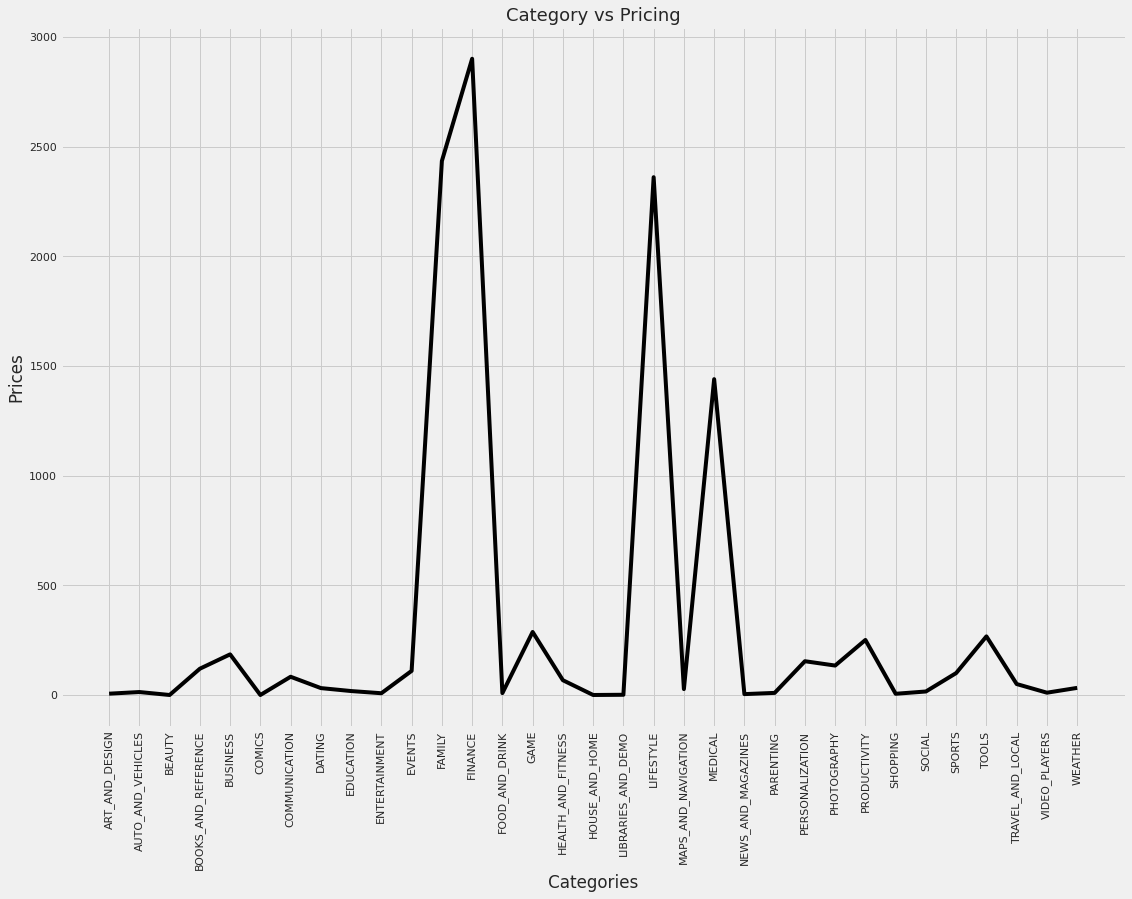 Category vs Pricing
3000
2500
2000
1500
1000
500
0
Prices
ART_AND_DESIGN
AUTO_AND_VEHICLES
BEAUTY
BOOKS_AND_REFERENCE
BUSINESS
COMICS
COMMUNICATION
DATING
EDUCATION
ENTERTAINMENT
EVENTS
FAMILY
FINANCE
FOOD_AND_DRINK
GAME
HEALTH_AND_FITNESS
HOUSE_AND_HOME
LIBRARIES_AND_DEMO
LIFESTYLE
MAPS_AND_NAVIGATION
MEDICAL
NEWS_AND_MAGAZINES
PARENTING
PERSONALIZATION
PHOTOGRAPHY
PRODUCTIVITY
SHOPPING
SOCIAL
SPORTS
TOOLS
TRAVEL_AND_LOCAL
VIDEO_PLAYERS
WEATHER
Categories